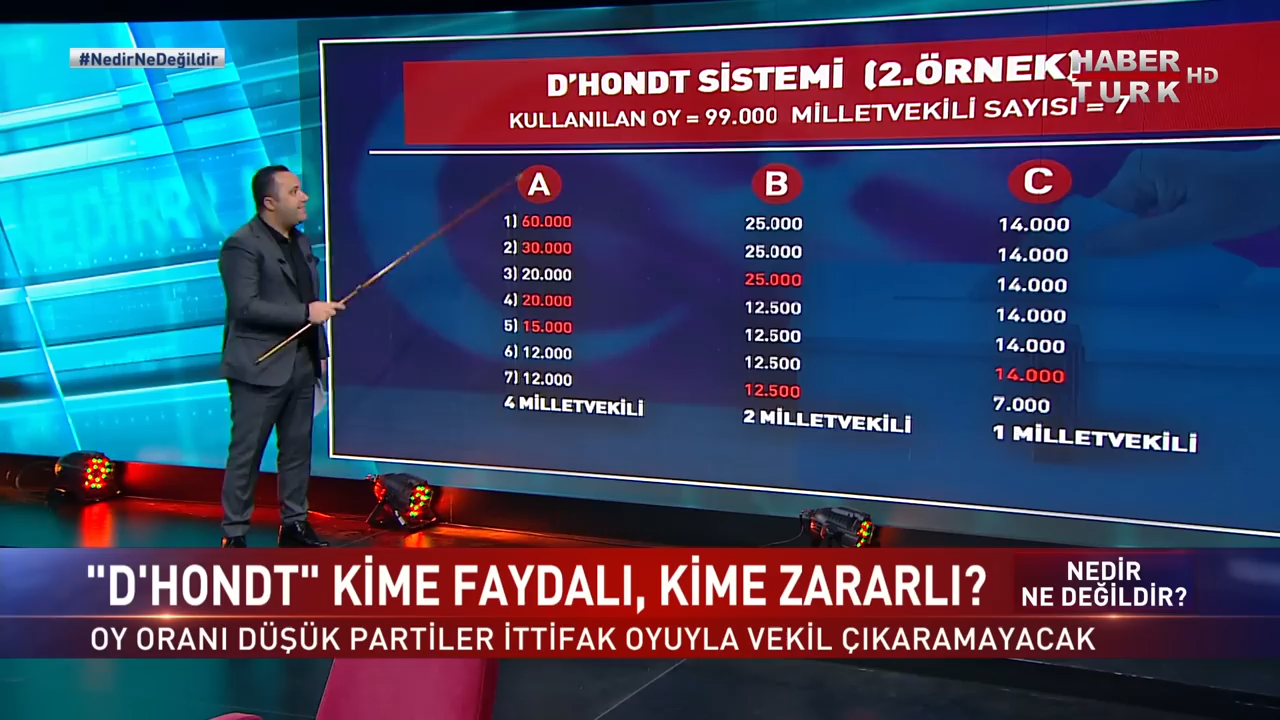 #NedirNeDeğildir
HABER
TURK HD
D'HONDT SİSTEMİ (2.ÖRNEK)
KULLANILAN OY = 99.000 MİLLETVEKİLİ SAYISI = 7
A
1) 60.000
2) 30.000
3) 20.000
4) 20.000
5) 15.000
6) 12.000
7) 12.000
4 MİLLETVEKİLİ
B
25.000
25.000
25.000
12.500
12.500
12.500
12.500
2 MİLLETVEKİLİ
C
14.000
14.000
14.000
14.000
14.000
14.000
7.000
1 MİLLETVEKİLİ
"D'HONDT" KİME FAYDALI, KİME ZARARLI?
OY ORANI DÜŞÜK PARTİLER İTTİFAK OYUYLA VEKİL ÇIKARAMAYACAK
NEDİR
NE DEĞİLDİR?